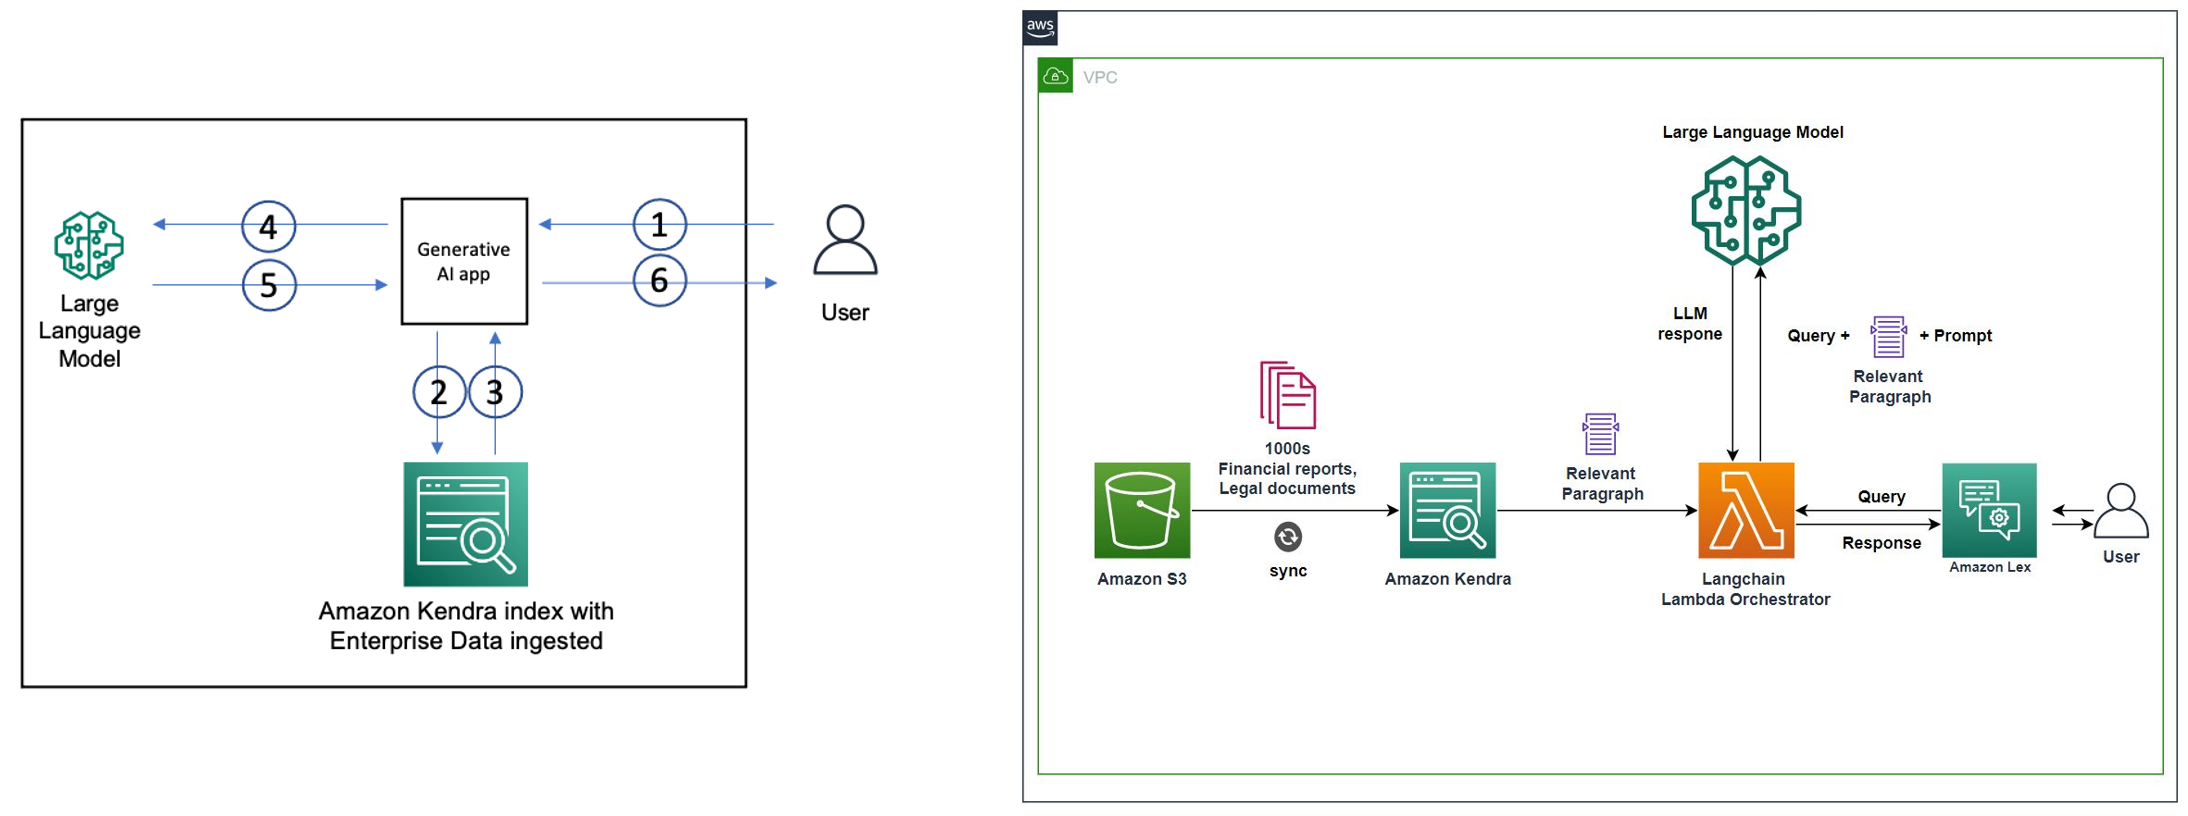 4
1
5
6
Generative
AI app
Large
Language
Model
User
2
3
Amazon Kendra index with
Enterprise Data ingested
aws
VPC
Large Language Model
LLM
respone
Query +
+ Prompt
Relevant
Paragraph
1000s
Financial reports,
Legal documents
sync
Relevant
Paragraph
Query
Response
Amazon S3
Amazon Kendra
Langchain
Lambda Orchestrator
Amazon Lex
User